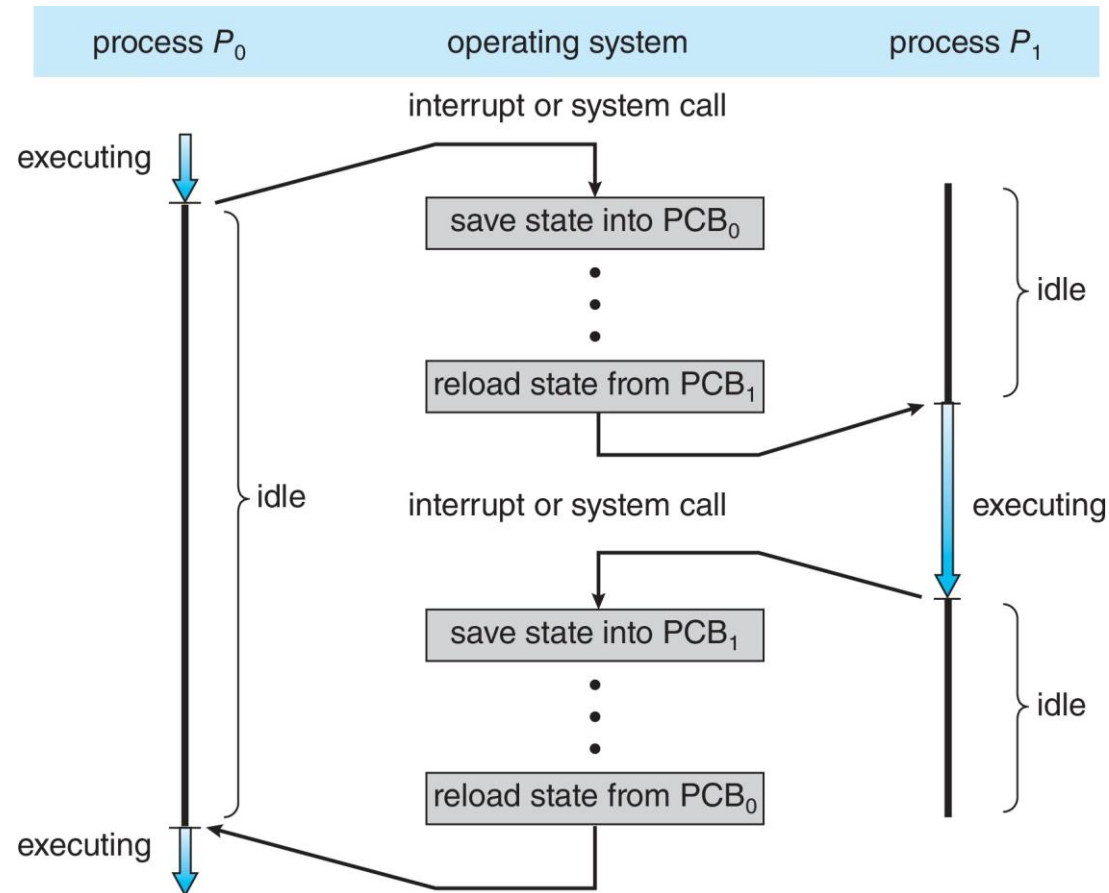 process P₀ operating system process P₁
interrupt or system call
executing
save state into PCB₀
idle
reload state from PCB₁
idle
interrupt or system call
executing
save state into PCB₁
idle
reload state from PCB₀
executing